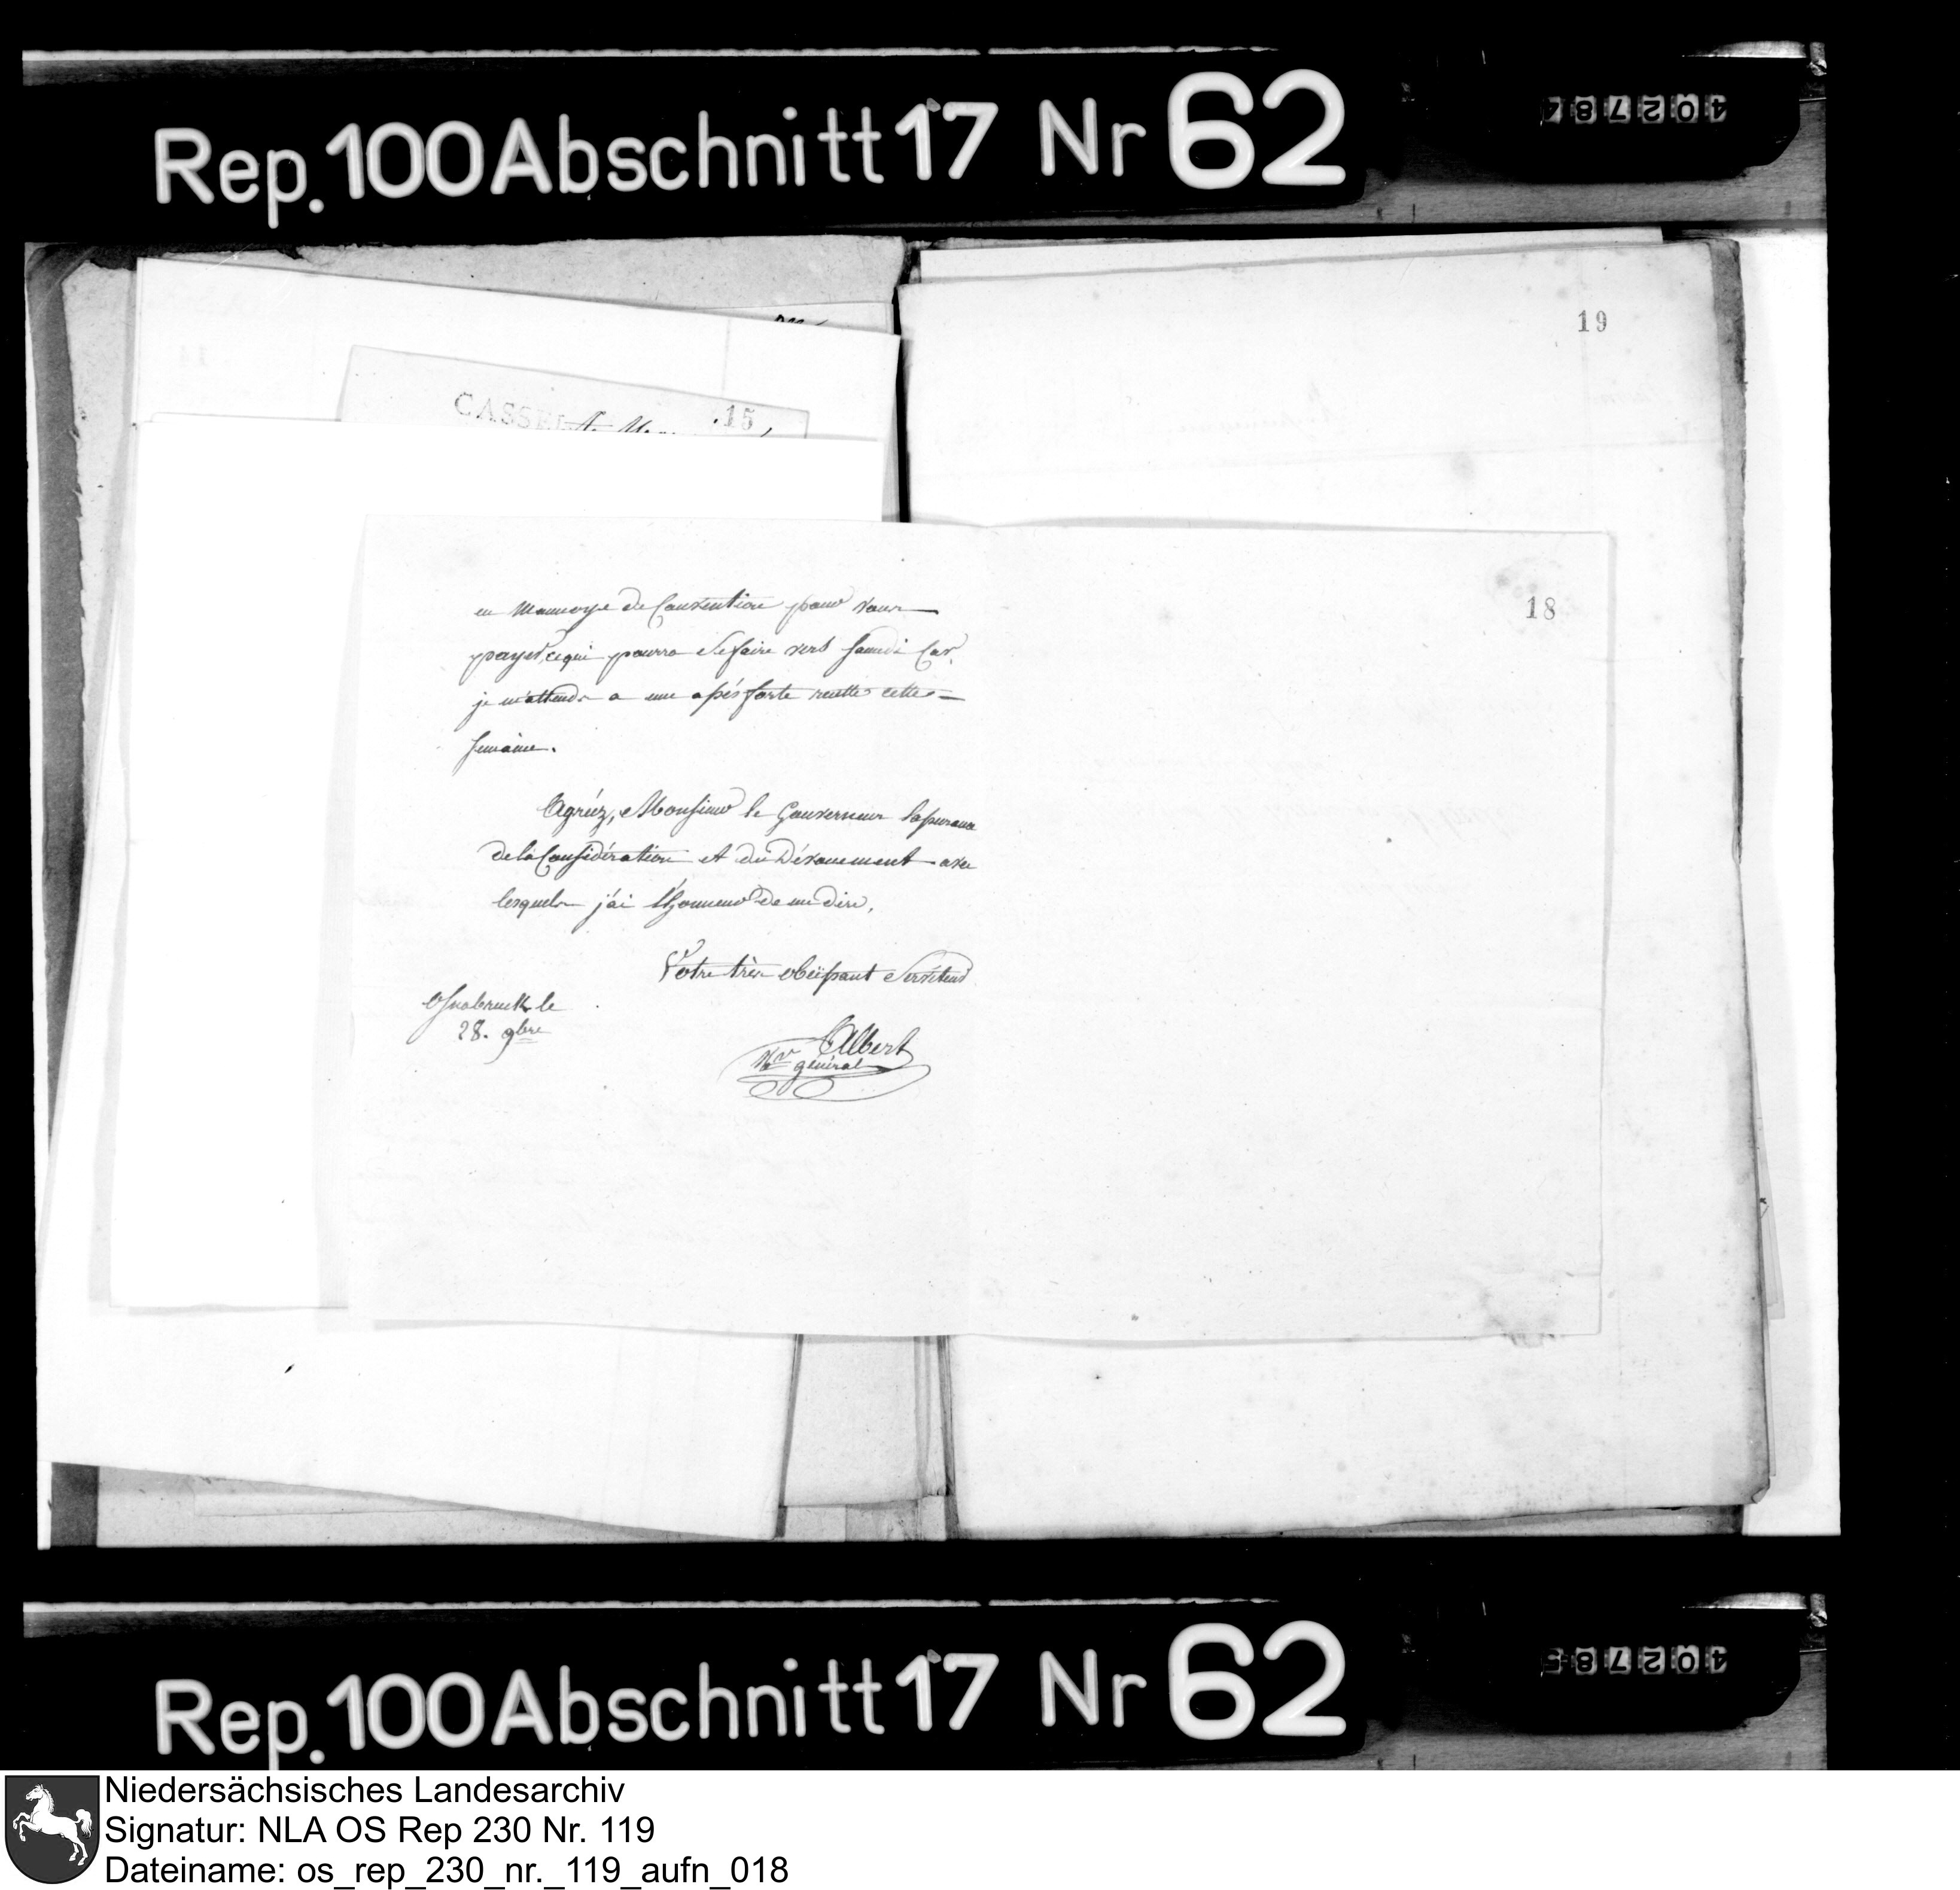 Rep. 100 Abschnitt 17 Nr 62
402784
19
CASSEL
15
18
en Monnoye de Convention pour vous
payer, ce qui pourra se faire vers samedi Car
je m'attends a une assés forte recette cette
semaine.
Agréez, Monsieur le Gouverneur l'assurance
de la Considération et du Dévouement avec
lesquels j'ai l'honneur de me dire,
Votre très obéissant Serviteur
Osnabruck le
28. 9bre
Albert
général
Rep. 100 Abschnitt 17 Nr 62
402785
Niedersächsisches Landesarchiv
Signatur: NLA OS Rep 230 Nr. 119
Dateiname: os_rep_230_nr._119_aufn_018